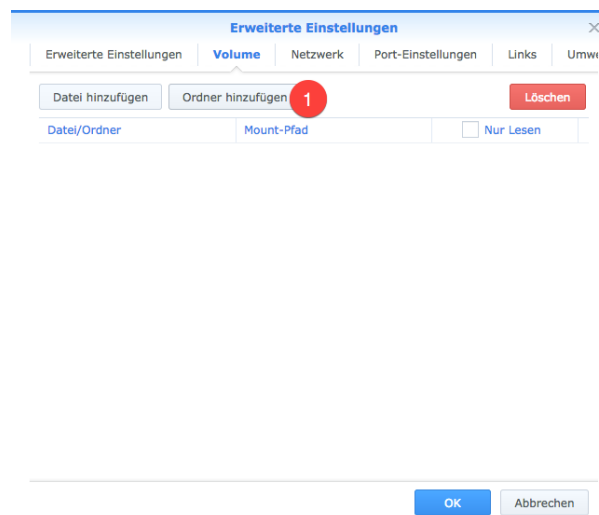 Erweiterte Einstellungen
Erweiterte Einstellungen Volume Netzwerk Port-Einstellungen Links Umwe
Datei hinzufügen Ordner hinzufügen 1 Löschen
Datei/Ordner Mount-Pfad Nur Lesen
OK Abbrechen